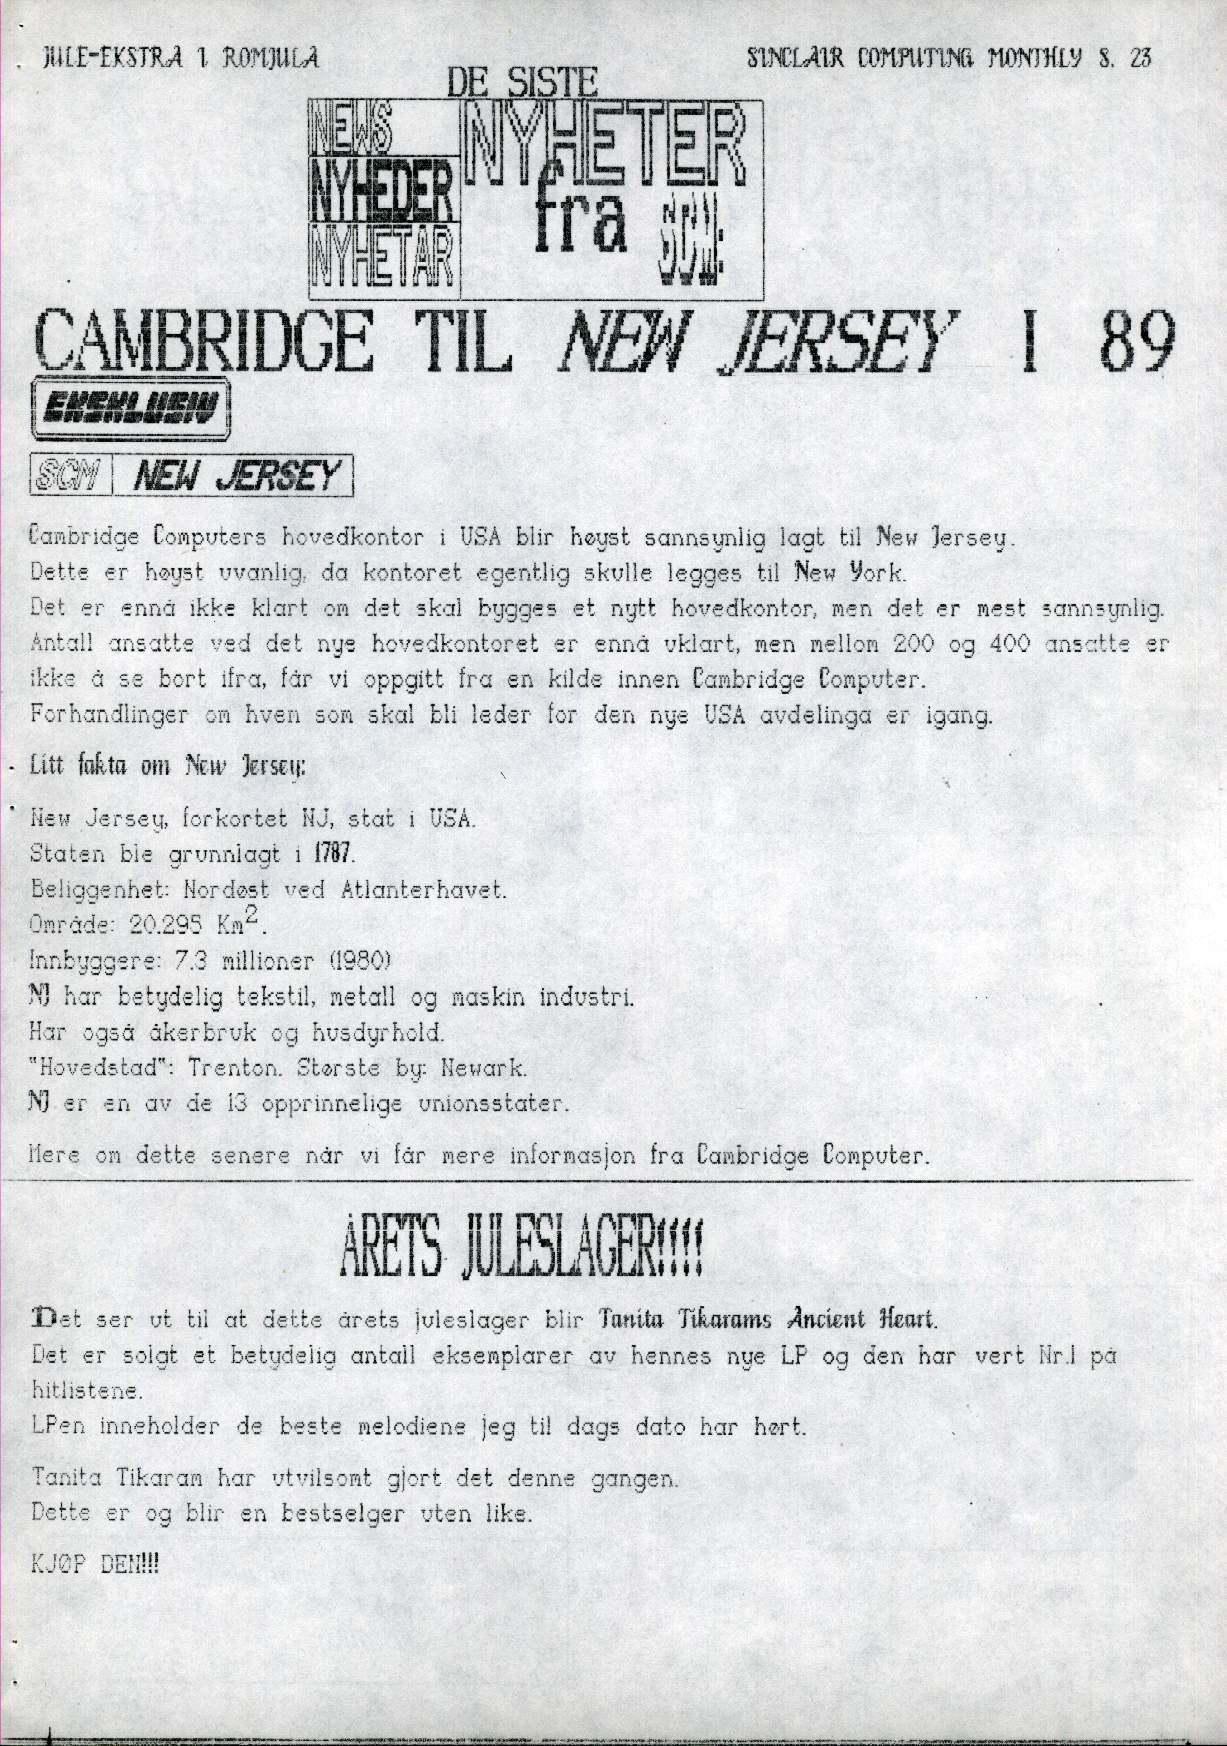 JULE-EKSTRA I ROMJULA
SINCLAIR COMPUTING MONTHLY S. 23
DE SISTE
NEWS
NYHETER
NYHEDER
fra SCM:
NYHETAR
CAMBRIDGE TIL NEW JERSEY I 89
EKSKLUSIV
SCM NEW JERSEY
Cambridge Computers hovedkontor i USA blir høyst sannsynlig lagt til New Jersey.
Dette er høyst uvanlig, da kontoret egentlig skulle legges til New York.
Det er ennå ikke klart om det skal bygges et nytt hovedkontor, men det er mest sannsynlig.
Antall ansatte ved det nye hovedkontoret er ennå uklart, men mellom 200 og 400 ansatte er
ikke å se bort ifra, får vi oppgitt fra en kilde innen Cambridge Computer.
Forhandlinger om hven som skal bli leder for den nye USA avdelinga er igang.
Litt fakta om New Jersey:
New Jersey, forkortet NJ, stat i USA.
Staten ble grunnlagt i 1787.
Beliggenhet: Nordøst ved Atlanterhavet.
Område: 20.295 Km².
Innbyggere: 7.3 millioner (1980)
NJ har betydelig tekstil, metall og maskin industri.
Har også åkerbruk og husdyrhold.
"Hovedstad": Trenton. Største by: Newark.
NJ er en av de 13 opprinnelige unionsstater.
Mere om dette senere når vi får mere informasjon fra Cambridge Computer.
ÅRETS JULESLAGER!!!!
Det ser ut til at dette årets juleslager blir Tanita Tikarams Ancient Heart.
Det er solgt et betydelig antall eksemplarer av hennes nye LP og den har vert Nr.1 på
hitlistene.
LPen inneholder de beste melodiene jeg til dags dato har hørt.
Tanita Tikaram har utvilsomt gjort det denne gangen.
Dette er og blir en bestselger uten like.
KJØP DEN!!!